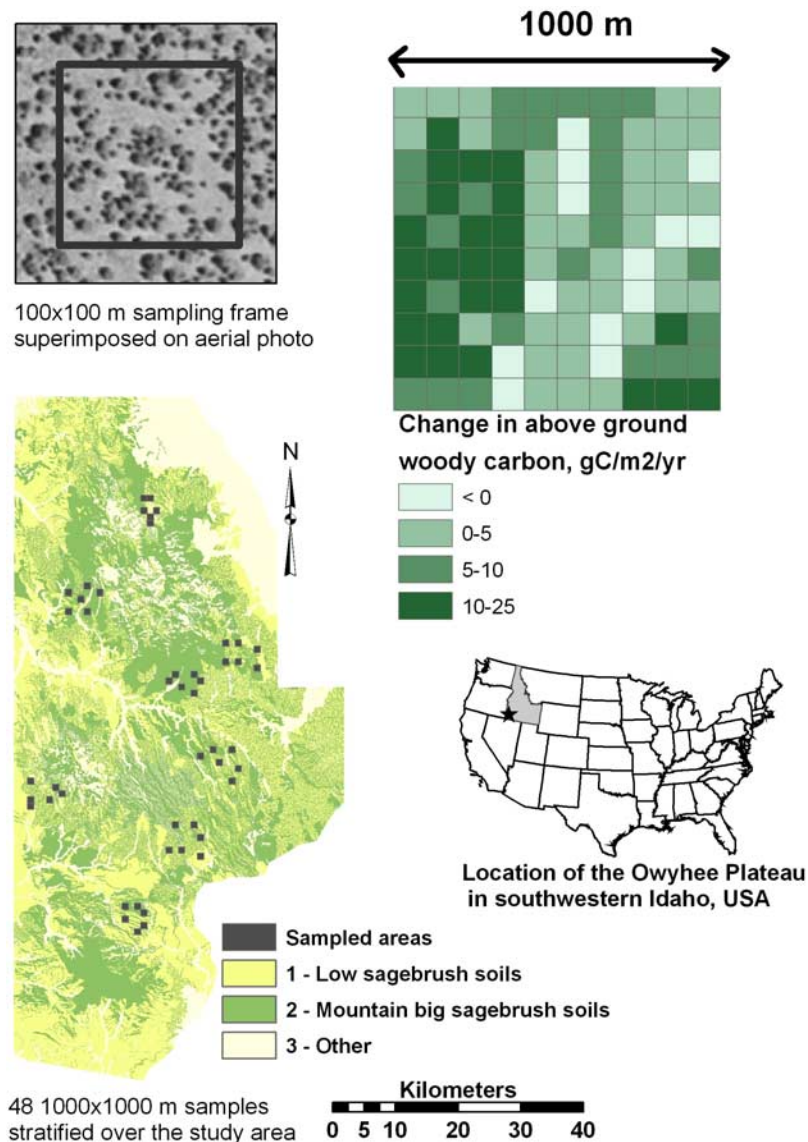 1000 m
100x100 m sampling frame
superimposed on aerial photo
Change in above ground
woody carbon, gC/m2/yr
< 0
0-5
5-10
10-25
N
Location of the Owyhee Plateau
in southwestern Idaho, USA
Sampled areas
1 - Low sagebrush soils
2 - Mountain big sagebrush soils
3 - Other
48 1000x1000 m samples
stratified over the study area
Kilometers
0 5 10 20 30 40